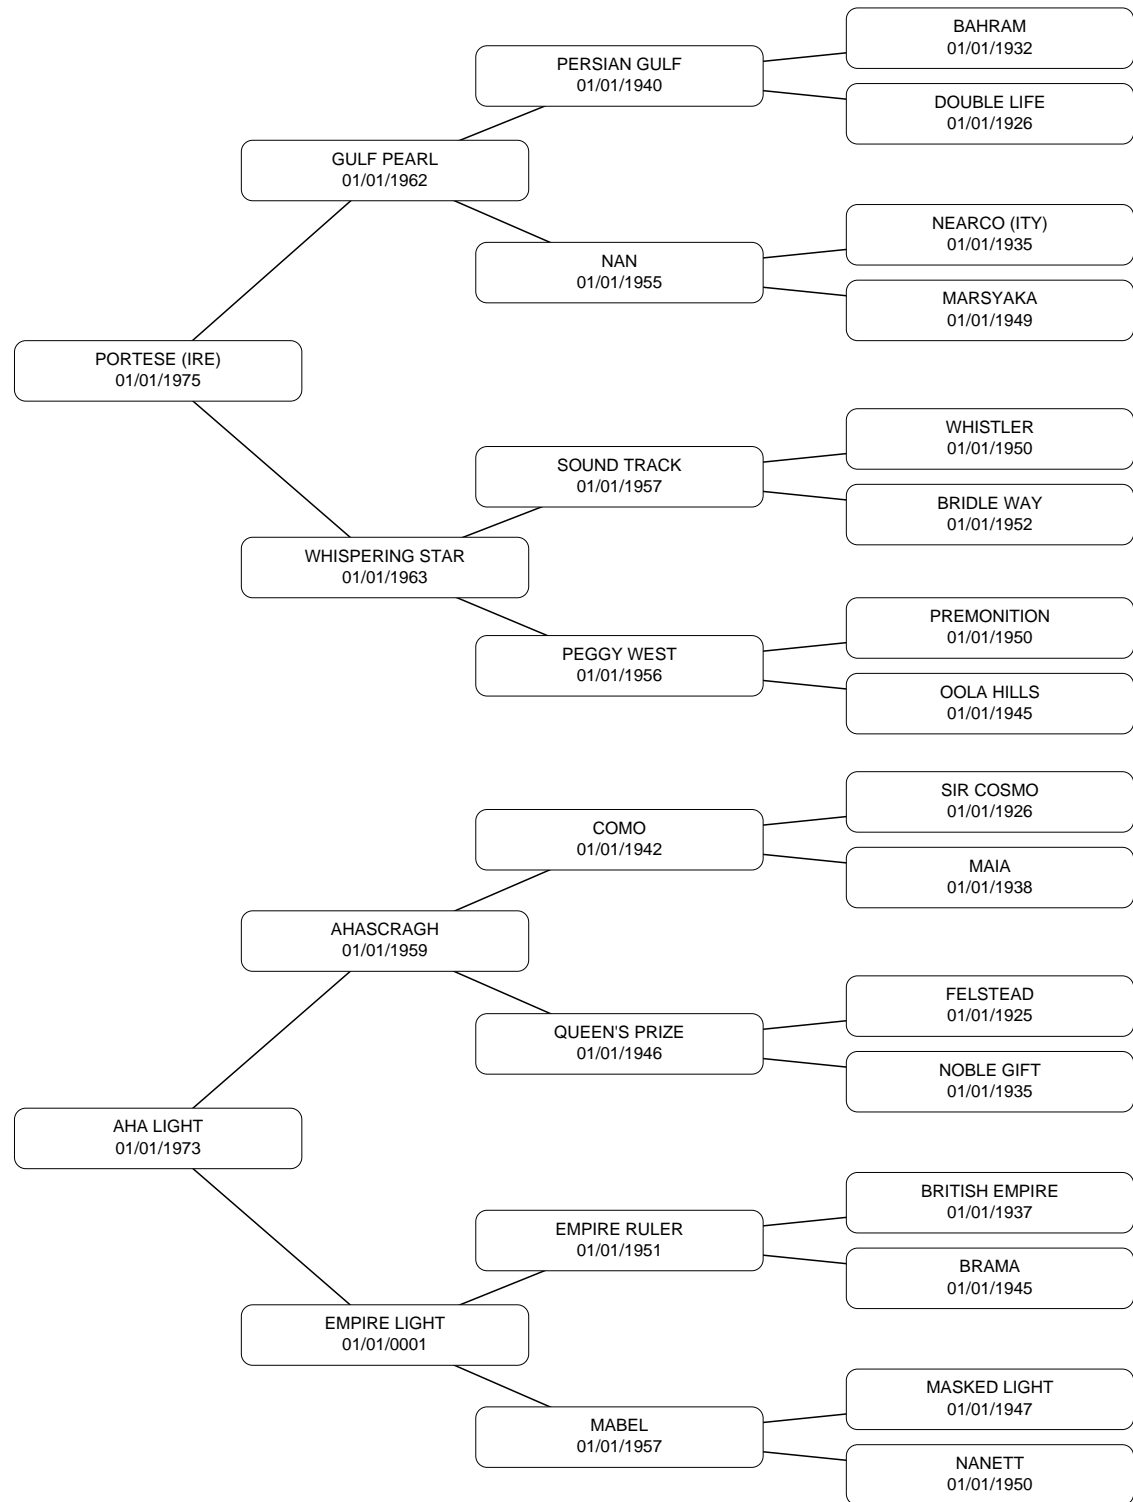 BAHRAM
01/01/1932
PERSIAN GULF
01/01/1940
DOUBLE LIFE
01/01/1926
GULF PEARL
01/01/1962
NEARCO (ITY)
01/01/1935
NAN
01/01/1955
MARSYAKA
01/01/1949
PORTESE (IRE)
01/01/1975
WHISTLER
01/01/1950
SOUND TRACK
01/01/1957
BRIDLE WAY
01/01/1952
WHISPERING STAR
01/01/1963
PREMONITION
01/01/1950
PEGGY WEST
01/01/1956
OOLA HILLS
01/01/1945
SIR COSMO
01/01/1926
COMO
01/01/1942
MAIA
01/01/1938
AHASCRAGH
01/01/1959
FELSTEAD
01/01/1925
QUEEN'S PRIZE
01/01/1946
NOBLE GIFT
01/01/1935
AHA LIGHT
01/01/1973
BRITISH EMPIRE
01/01/1937
EMPIRE RULER
01/01/1951
BRAMA
01/01/1945
EMPIRE LIGHT
01/01/0001
MASKED LIGHT
01/01/1947
MABEL
01/01/1957
NANETT
01/01/1950